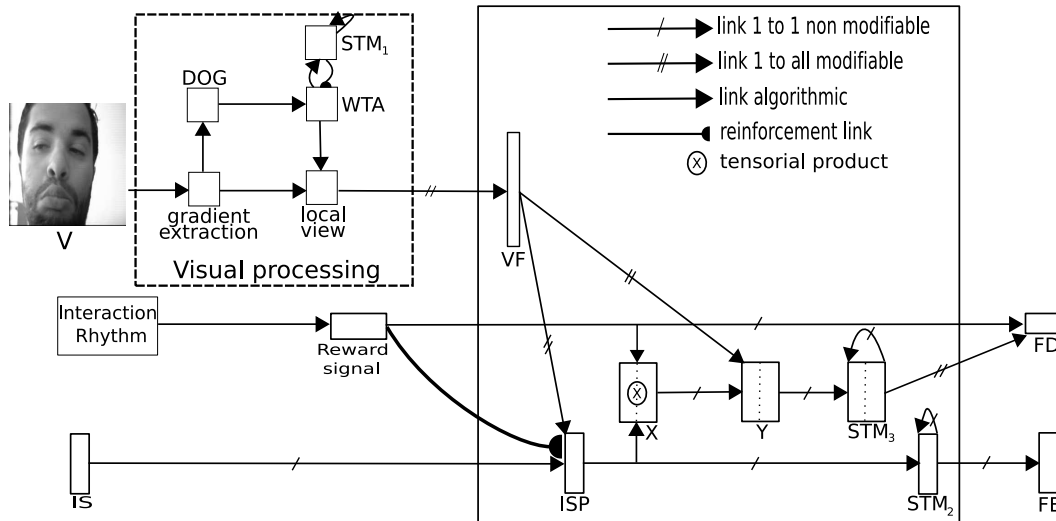 link 1 to 1 non modifiable
link 1 to all modifiable
link algorithmic
reinforcement link
tensorial product
STM1
DOG
WTA
gradient
extraction
local
view
Visual processing
V
VF
Interaction
Rhythm
Reward
signal
FD
X
X
Y
STM3
IS
ISP
STM2